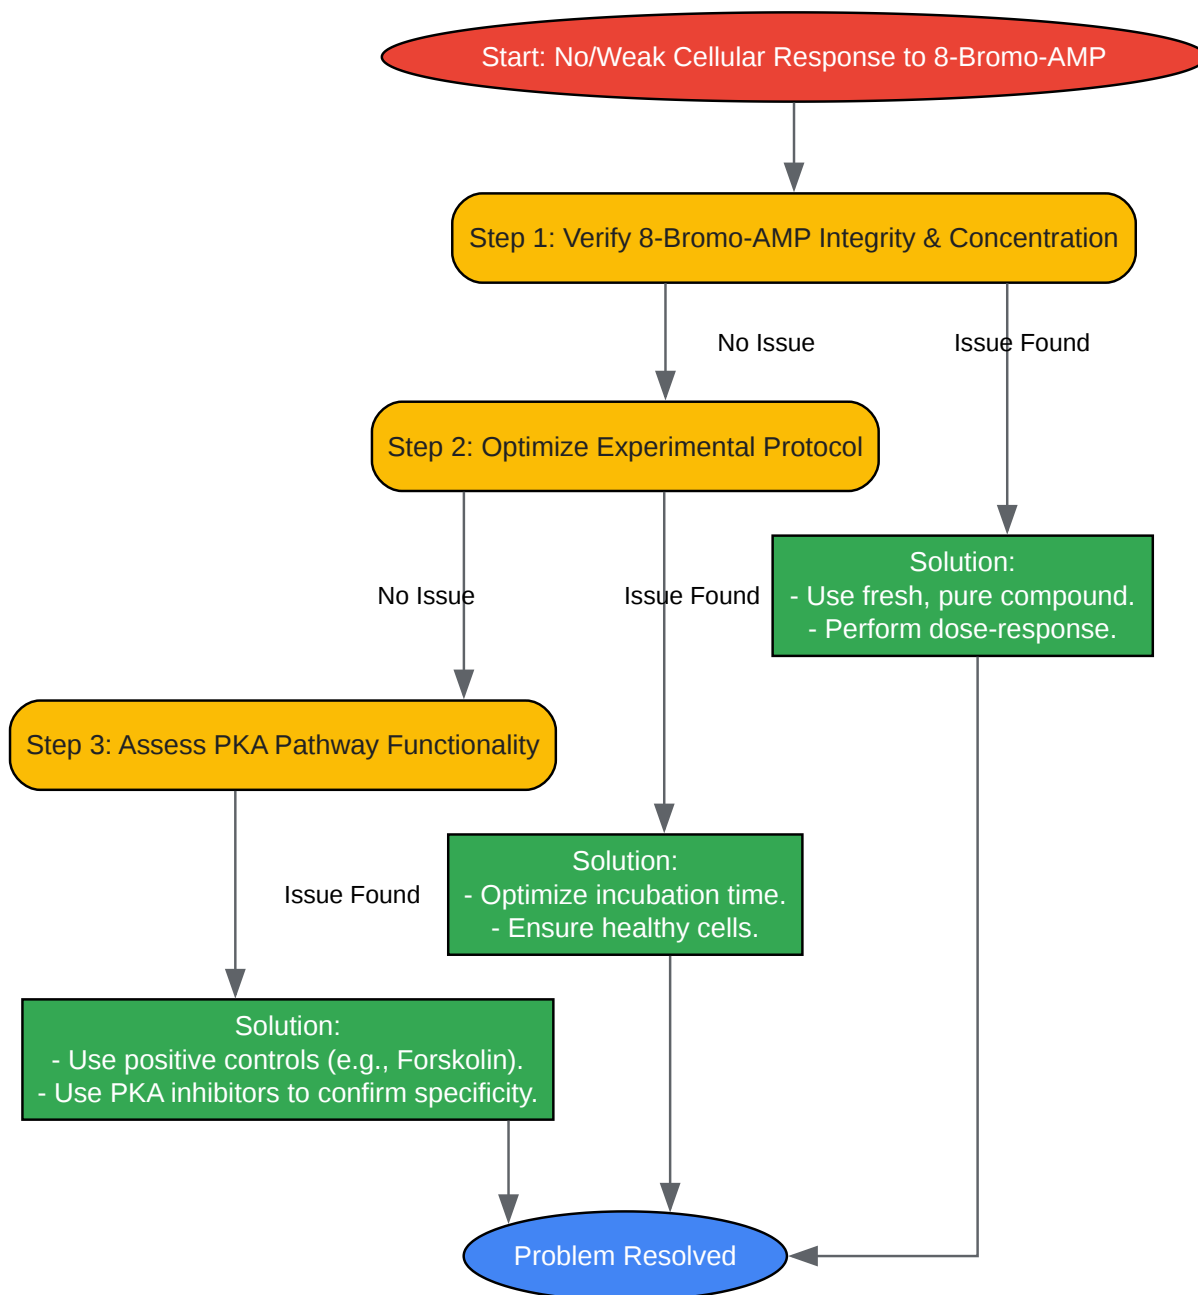 Start: No/Weak Cellular Response to 8-Bromo-AMP
Step 1: Verify 8-Bromo-AMP Integrity & Concentration
No Issue
Issue Found
Step 2: Optimize Experimental Protocol
Solution:
- Use fresh, pure compound.
- Perform dose-response.
No Issue
Issue Found
Step 3: Assess PKA Pathway Functionality
Solution:
- Optimize incubation time.
- Ensure healthy cells.
Issue Found
Solution:
- Use positive controls (e.g., Forskolin).
- Use PKA inhibitors to confirm specificity.
Problem Resolved